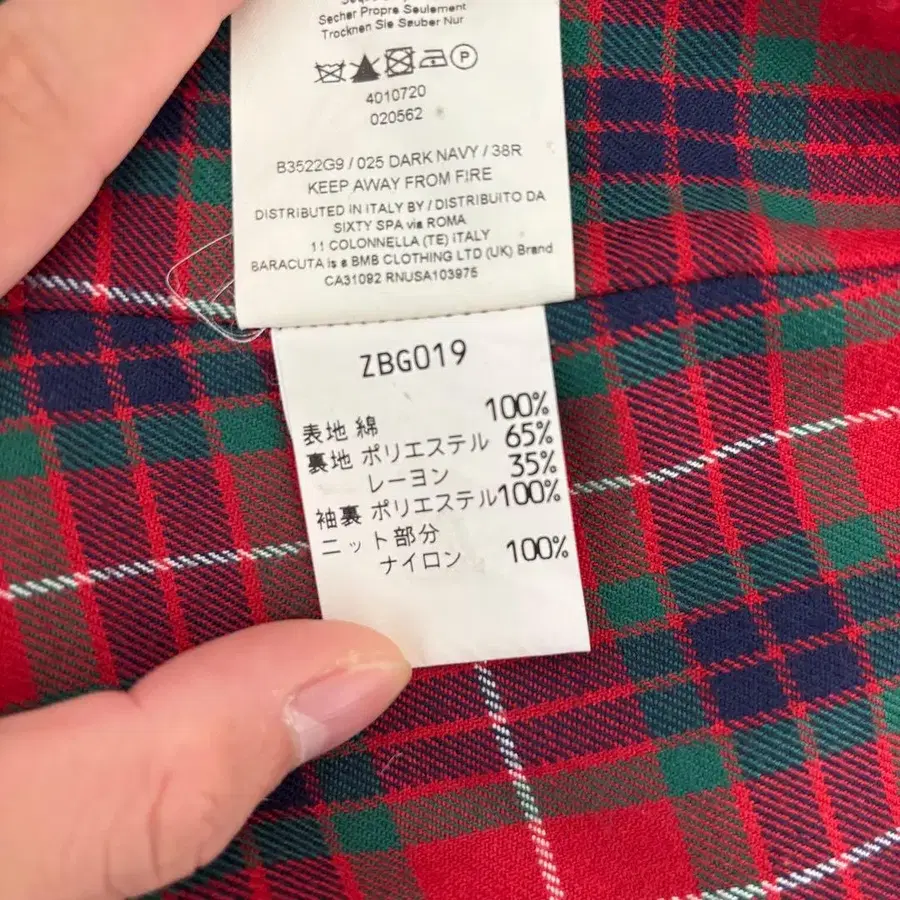 Secher Propre Seulement
Trocknen Sie Sauber Nur
P
4010720
020562
B3522G9 / 025 DARK NAVY / 38R
KEEP AWAY FROM FIRE
DISTRIBUTED IN ITALY BY / DISTRIBUITO DA
SIXTY SPA via ROMA
11 COLONNELLA (TE) ITALY
BARACUTA is a BMB CLOTHING LTD (UK) Brand
CA31092 RNUSA103975
ZBG019
表地 綿 100%
裏地 ポリエステル 65%
レーヨン 35%
袖裏 ポリエステル 100%
ニット部分
ナイロン 100%